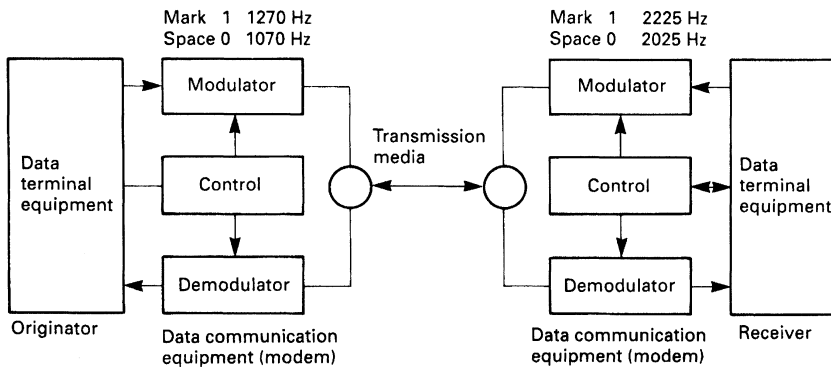 Mark 1 1270 Hz
Space 0 1070 Hz
Mark 1 2225 Hz
Space 0 2025 Hz
Modulator
Modulator
Transmission
media
Data
terminal
equipment
Control
Control
Data
terminal
equipment
Demodulator
Demodulator
Originator
Data communication
equipment (modem)
Data communication
equipment (modem)
Receiver